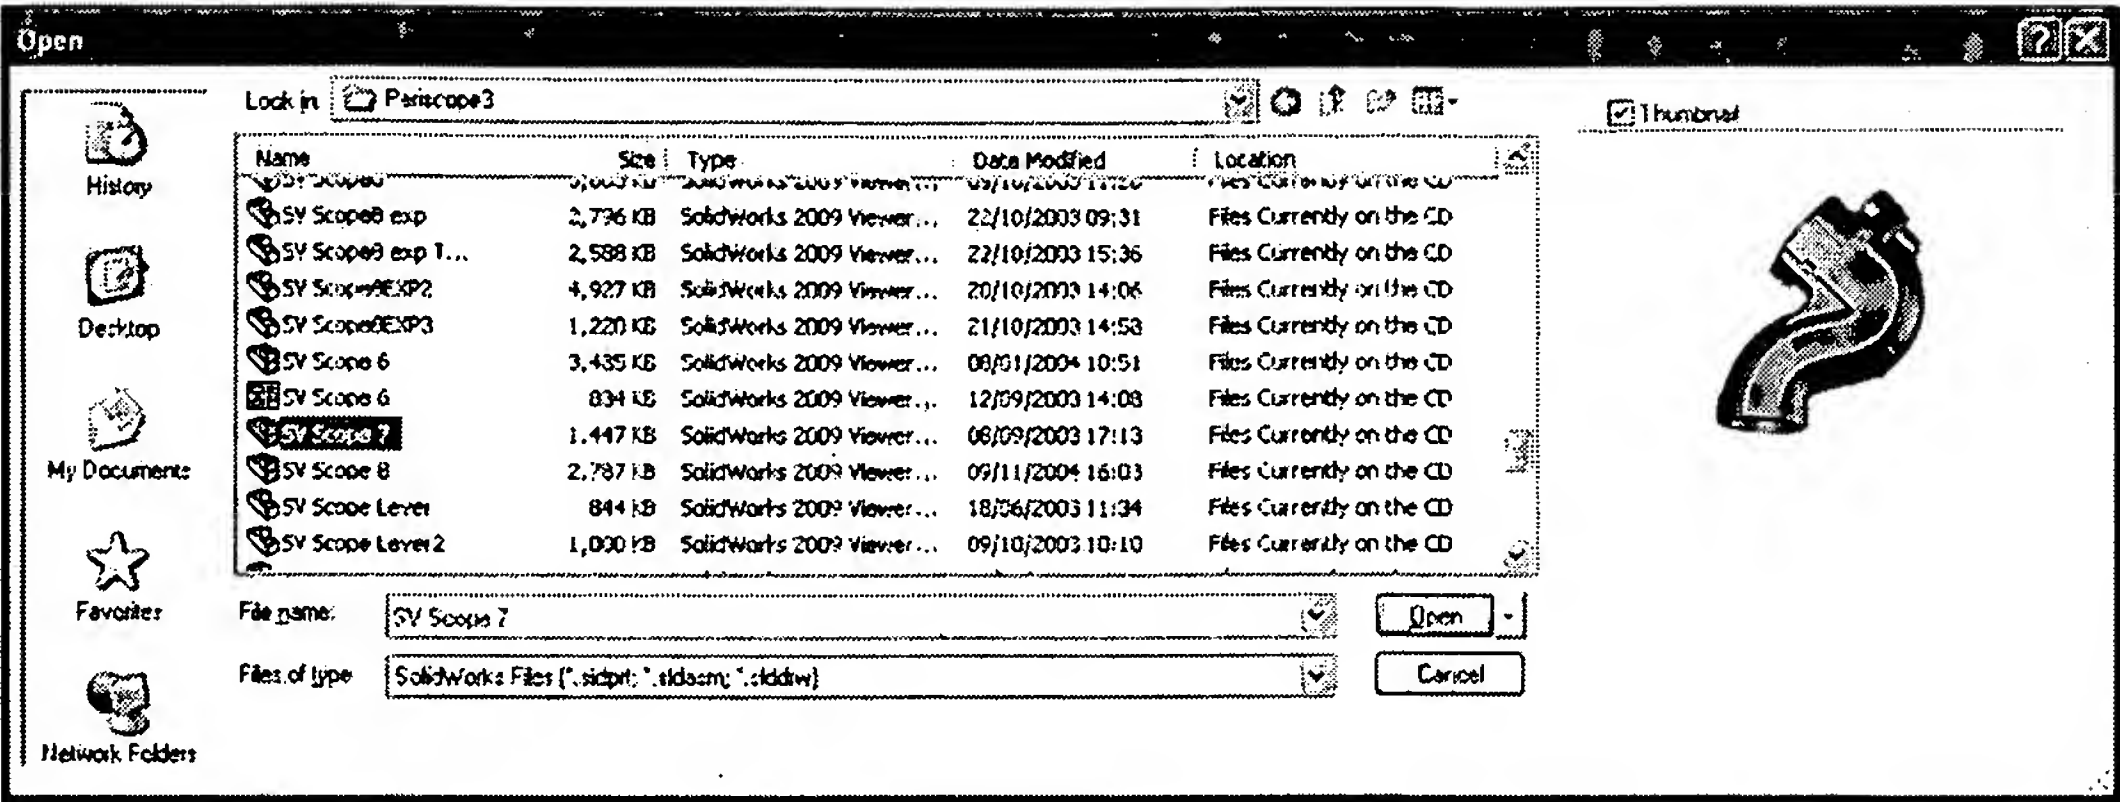 Open
Look in: Periscope3
Thumbnail
Name Size Type Date Modified Location
SV Scope8 exp 2,796 KB SolidWorks 2009 Viewer... 22/10/2003 09:31 Files Currently on the CD
exp T... 2,588 KB SolidWorks 2009 Viewer... 22/10/2003 15:36 Files Currently on the CD
4,927 KB SolidWorks 2009 Viewer... 20/10/2003 14:06 Files Currently on the CD
1,220 KB SolidWorks 2009 Viewer... 21/10/2003 14:53 Files Currently on the CD
SV Scope 6 3,435 KB SolidWorks 2009 Viewer... 08/01/2004 10:51 Files Currently on the CD
SV Scope 6 834 KB SolidWorks 2009 Viewer... 12/09/2003 14:08 Files Currently on the CD
SV Scope 7 1,447 KB SolidWorks 2009 Viewer... 08/09/2003 17:13 Files Currently on the CD
SV Scope 8 2,787 KB SolidWorks 2009 Viewer... 09/11/2004 16:03 Files Currently on the CD
SV Scope Lever 844 KB SolidWorks 2009 Viewer... 18/06/2003 11:34 Files Currently on the CD
SV Scope Lever2 SolidWorks 2009 Viewer... 09/10/2003 10:10 Files Currently on the CD
History
Desktop
My Documents
Favorites
Network Folders
File name: SV Scope 7
Open
Files of type: SolidWorks Files (*.sldprt; *.sldasm; *.slddrw)
Cancel